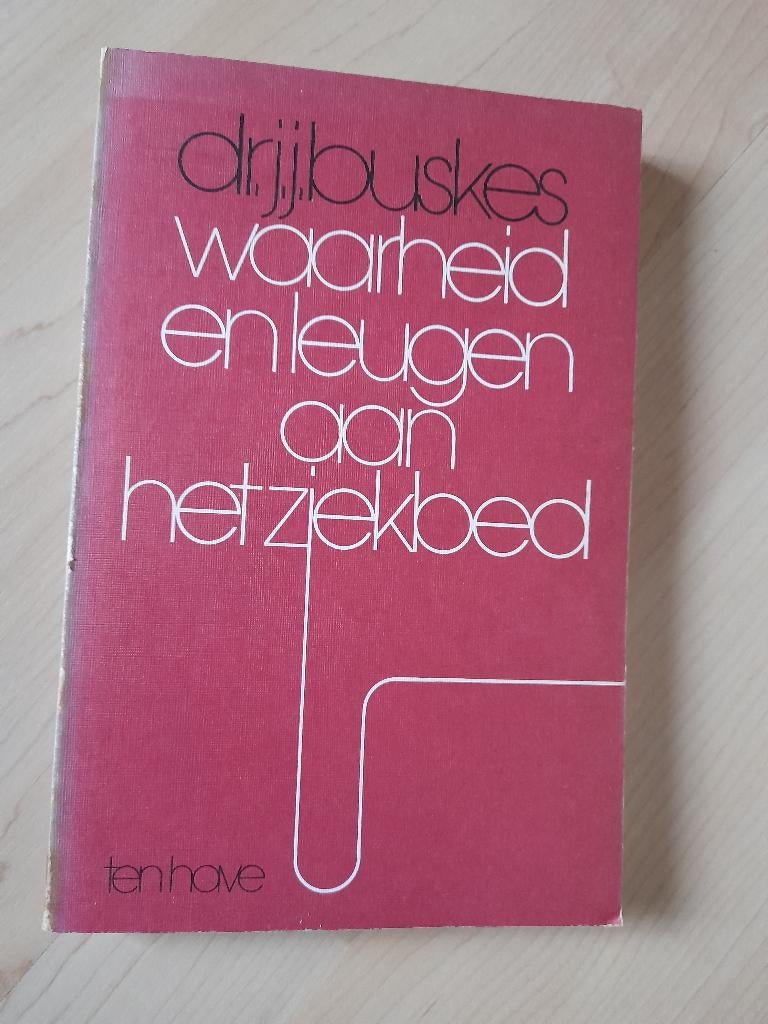 dr. j.j. buskes
waarheid
en leugen
aan
het ziekbed
ten have